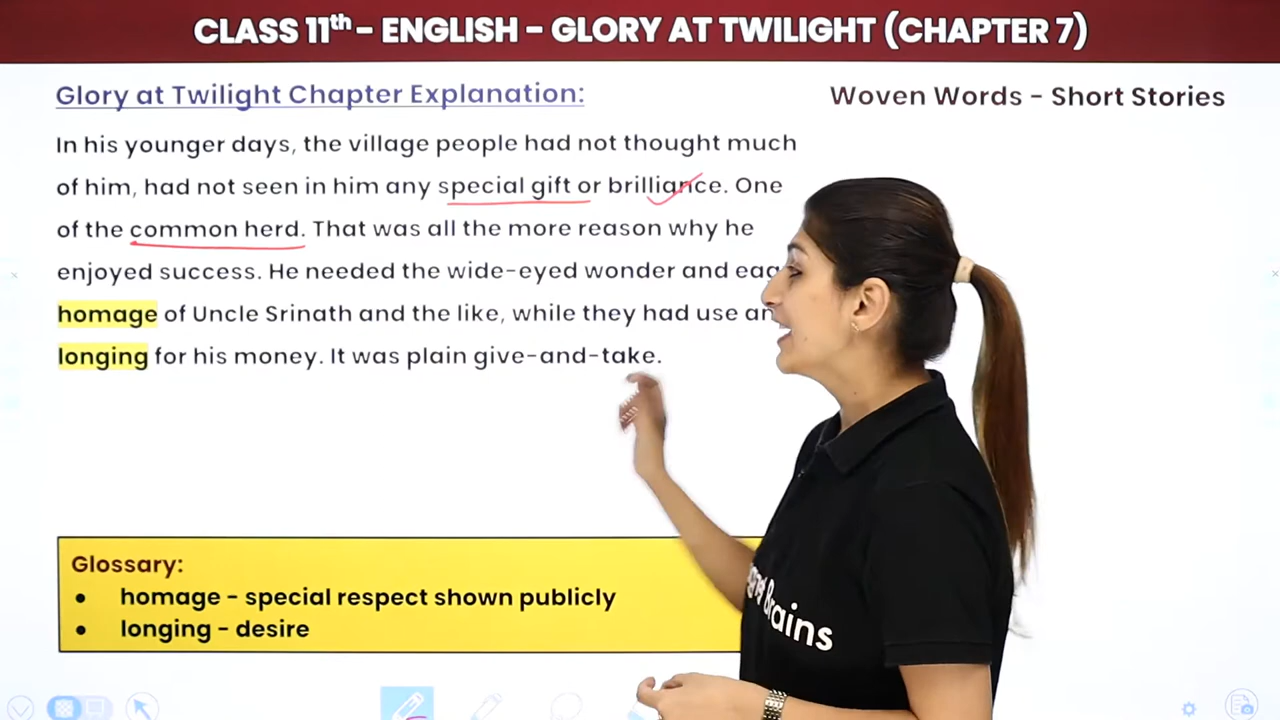 CLASS 11th - ENGLISH - GLORY AT TWILIGHT (CHAPTER 7)
Glory at Twilight Chapter Explanation:
Woven Words - Short Stories
In his younger days, the village people had not thought much
of him, had not seen in him any special gift or brilliance. One
of the common herd. That was all the more reason why he
enjoyed success. He needed the wide-eyed wonder and
homage of Uncle Srinath and the like, while they had use
longing for his money. It was plain give-and-take.
Glossary:
● homage - special respect shown publicly
● longing - desire
Brains